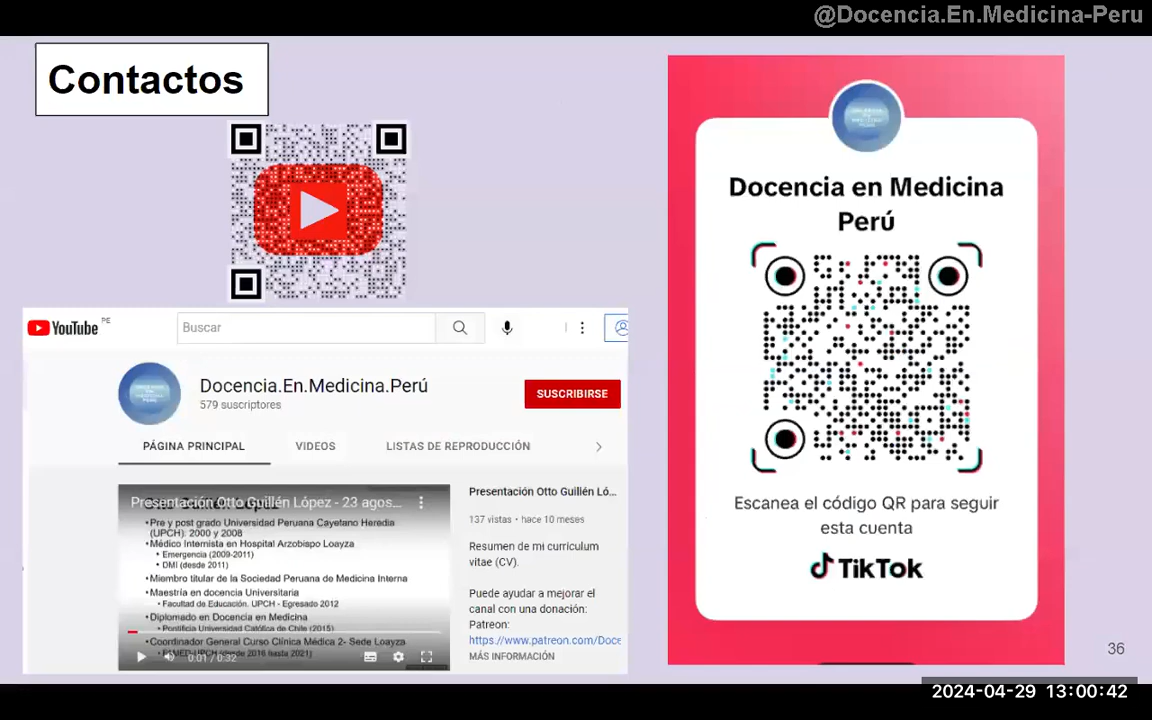 @Docencia.En.Medicina-Peru
Contactos
YouTube PE
Buscar
Docencia.En.Medicina.Perú
579 suscriptores
SUSCRIBIRSE
PÁGINA PRINCIPAL
VIDEOS
LISTAS DE REPRODUCCIÓN
Presentación Otto Guillén López - 23 agos...
•Pre y post grado Universidad Peruana Cayetano Heredia
(UPCH): 2000 y 2008
•Médico Internista en Hospital Arzobispo Loayza
• Emergencia (2009-2011)
• DMI (desde 2011)
•Miembro titular de la Sociedad Peruana de Medicina Interna
•Maestría en docencia Universitaria
• Facultad de Educación. UPCH - Egresado 2012
•Diplomado en Docencia en Medicina
• Pontificia Universidad Católica de Chile (2015)
•Coordinador General Curso Clínica Médica 2- Sede Loayza
0:01 / 0:32
Presentación Otto Guillén Ló...
137 vistas • hace 10 meses
Resumen de mi curriculum
vitae (CV).
Puede ayudar a mejorar el
canal con una donación:
Patreon:
https://www.patreon.com/Doce
MÁS INFORMACIÓN
Docencia en Medicina
Perú
Escanea el código QR para seguir
esta cuenta
TikTok
36
2024-04-29 13:00:42